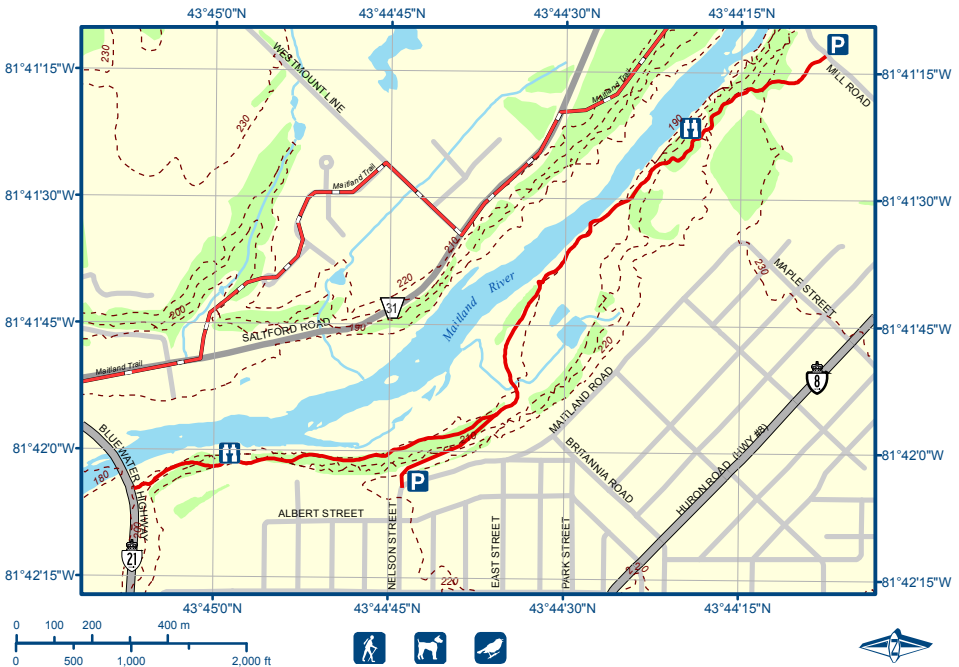 43°45'0"N
43°44'45"N
43°44'30"N
43°44'15"N
P
230
WESTMOUNT LINE
81°41'15"W
81°41'15"W
MILL ROAD
Maitland Trail
190
230
Maitland Trail
81°41'30"W
81°41'30"W
210
220
230
MAPLE STREET
Maitland River
200
31
190
SALTFORD ROAD
81°41'45"W
81°41'45"W
220
Maitland Trail
8
MAITLAND ROAD
BLUEWATER HIGHWAY
210
BRITANNIA ROAD
HURON ROAD (HWY #8)
81°42'0"W
81°42'0"W
180
P
ALBERT STREET
NELSON STREET
EAST STREET
PARK STREET
200
21
81°42'15"W
220
220
81°42'15"W
43°45'0"N
43°44'45"N
43°44'30"N
43°44'15"N
0 100 200 400 m
0 500 1,000 2,000 ft
Z